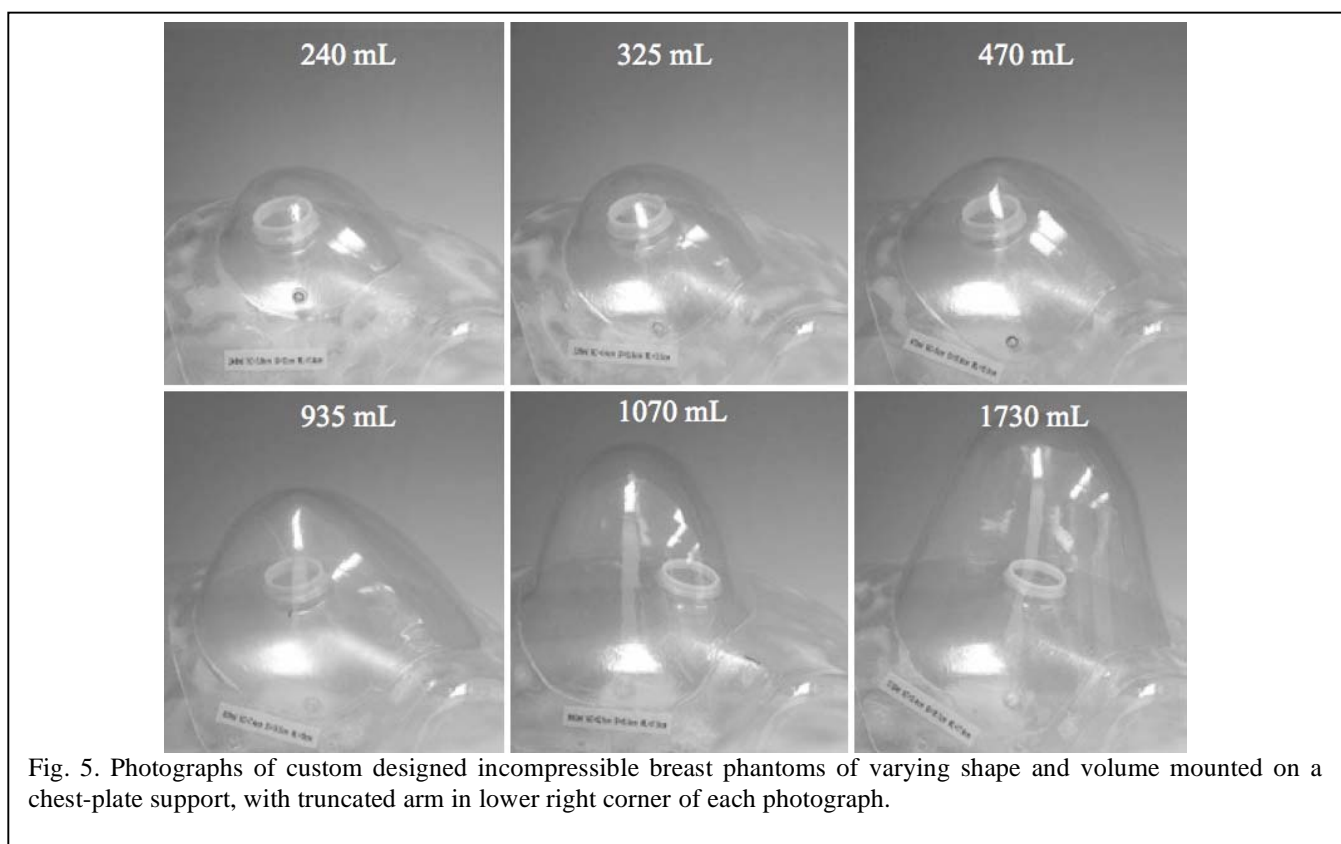 240 mL
325 mL
470 mL
935 mL
1070 mL
1730 mL
Fig. 5. Photographs of custom designed incompressible breast phantoms of varying shape and volume mounted on a
chest-plate support, with truncated arm in lower right corner of each photograph.